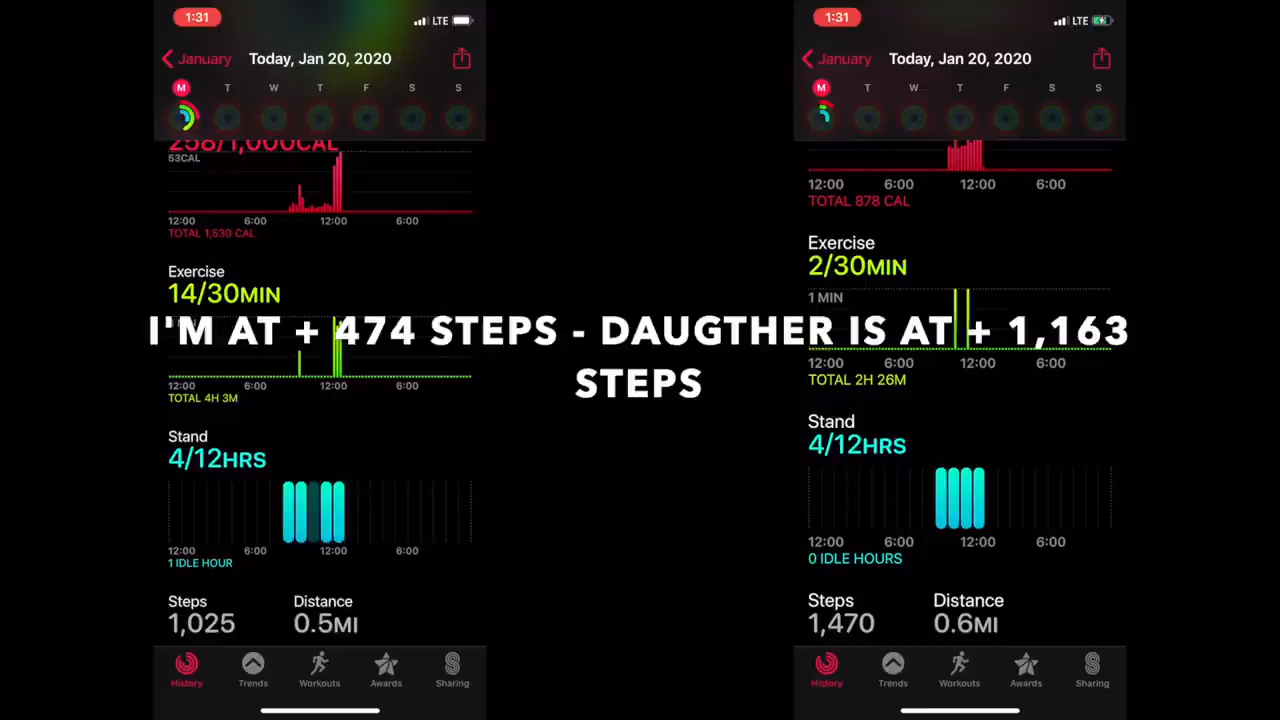 1:31
LTE
January
Today, Jan 20, 2020
M T W T F S S
258/1,000CAL
53CAL
12:00 6:00 12:00 6:00
TOTAL 1,530 CAL
Exercise
14/30MIN
12:00 6:00 12:00 6:00
TOTAL 4H 3M
Stand
4/12HRS
12:00 6:00 12:00 6:00
1 IDLE HOUR
Steps Distance
1,025 0.5MI
History Trends Workouts Awards Sharing
I'M AT + 474 STEPS - DAUGTHER IS AT + 1,163
STEPS
1:31
LTE
January
Today, Jan 20, 2020
M T W T F S S
12:00 6:00 12:00 6:00
TOTAL 878 CAL
Exercise
2/30MIN
1 MIN
12:00 6:00 12:00 6:00
TOTAL 2H 26M
Stand
4/12HRS
12:00 6:00 12:00 6:00
0 IDLE HOURS
Steps Distance
1,470 0.6MI
History Trends Workouts Awards Sharing